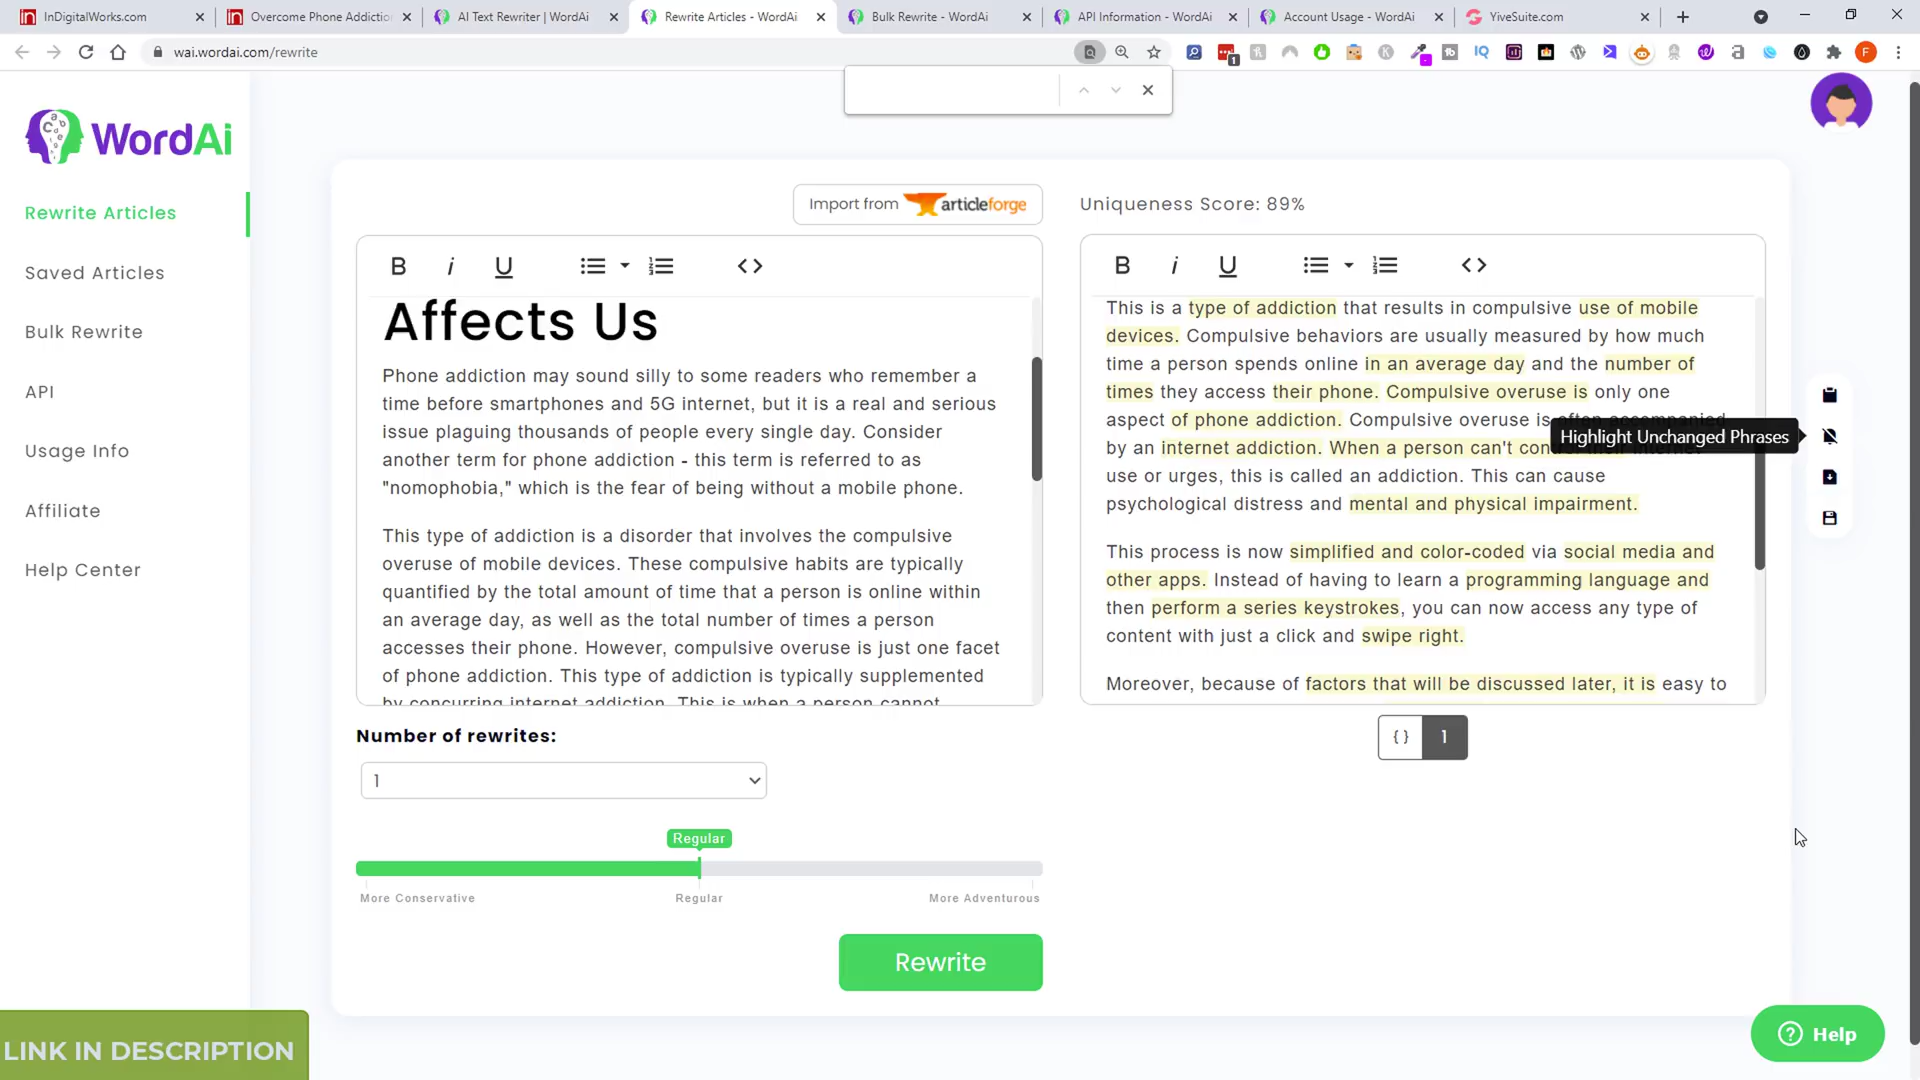 InDigitalWorks.com
Overcome Phone Addictio
AI Text Rewriter | WordAi
Rewrite Articles - WordAi
Bulk Rewrite - WordAi
API Information - WordAi
Account Usage - WordAi
YiveSuite.com
wai.wordai.com/rewrite
WordAi
Rewrite Articles
Saved Articles
Bulk Rewrite
API
Usage Info
Affiliate
Help Center
Import from articleforge
B i U
Affects Us
Phone addiction may sound silly to some readers who remember a
time before smartphones and 5G internet, but it is a real and serious
issue plaguing thousands of people every single day. Consider
another term for phone addiction - this term is referred to as
"nomophobia," which is the fear of being without a mobile phone.
This type of addiction is a disorder that involves the compulsive
overuse of mobile devices. These compulsive habits are typically
quantified by the total amount of time that a person is online within
an average day, as well as the total number of times a person
accesses their phone. However, compulsive overuse is just one facet
of phone addiction. This type of addiction is typically supplemented
by concurring internet addiction. This is when a person cannot
Number of rewrites:
1
Regular
More Conservative
Regular
More Adventurous
Rewrite
Uniqueness Score: 89%
B i U
This is a type of addiction that results in compulsive use of mobile
devices. Compulsive behaviors are usually measured by how much
time a person spends online in an average day and the number of
times they access their phone. Compulsive overuse is only one
aspect of phone addiction. Compulsive overuse is often accompanied
by an internet addiction. When a person can't control their internet
use or urges, this is called an addiction. This can cause
psychological distress and mental and physical impairment.
This process is now simplified and color-coded via social media and
other apps. Instead of having to learn a programming language and
then perform a series keystrokes, you can now access any type of
content with just a click and swipe right.
Moreover, because of factors that will be discussed later, it is easy to
{ } 1
Highlight Unchanged Phrases
Help
LINK IN DESCRIPTION